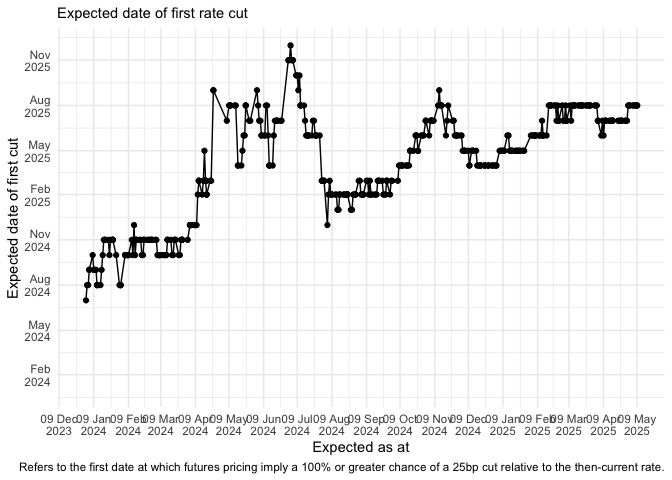 Expected date of first rate cut
Expected date of first cut
Nov
2025
Aug
2025
May
2025
Feb
2025
Nov
2024
Aug
2024
May
2024
Feb
2024
09 Dec 09 Jan 09 Feb 09 Mar 09 Apr 09 May 09 Jun 09 Jul 09 Aug 09 Sep 09 Oct 09 Nov 09 Dec 09 Jan 09 Feb 09 Mar 09 Apr 09 May
2023 2024 2024 2024 2024 2024 2024 2024 2024 2024 2024 2024 2024 2025 2025 2025 2025 2025
Expected as at
Refers to the first date at which futures pricing imply a 100% or greater chance of a 25bp cut relative to the then-current rate.